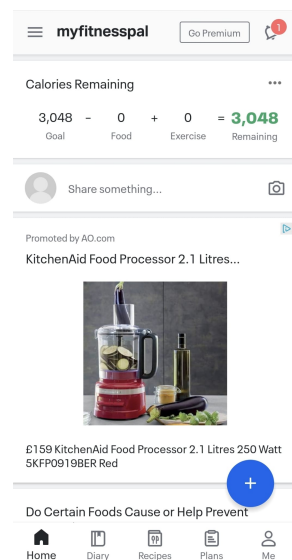 myfitnesspal Go Premium 1
Calories Remaining
3,048 - 0 + 0 = 3,048
Goal Food Exercise Remaining
Share something...
Promoted by AO.com
KitchenAid Food Processor 2.1 Litres...
£159 KitchenAid Food Processor 2.1 Litres 250 Watt
5KFP0919BER Red
Do Certain Foods Cause or Help Prevent
Home Diary Recipes Plans Me